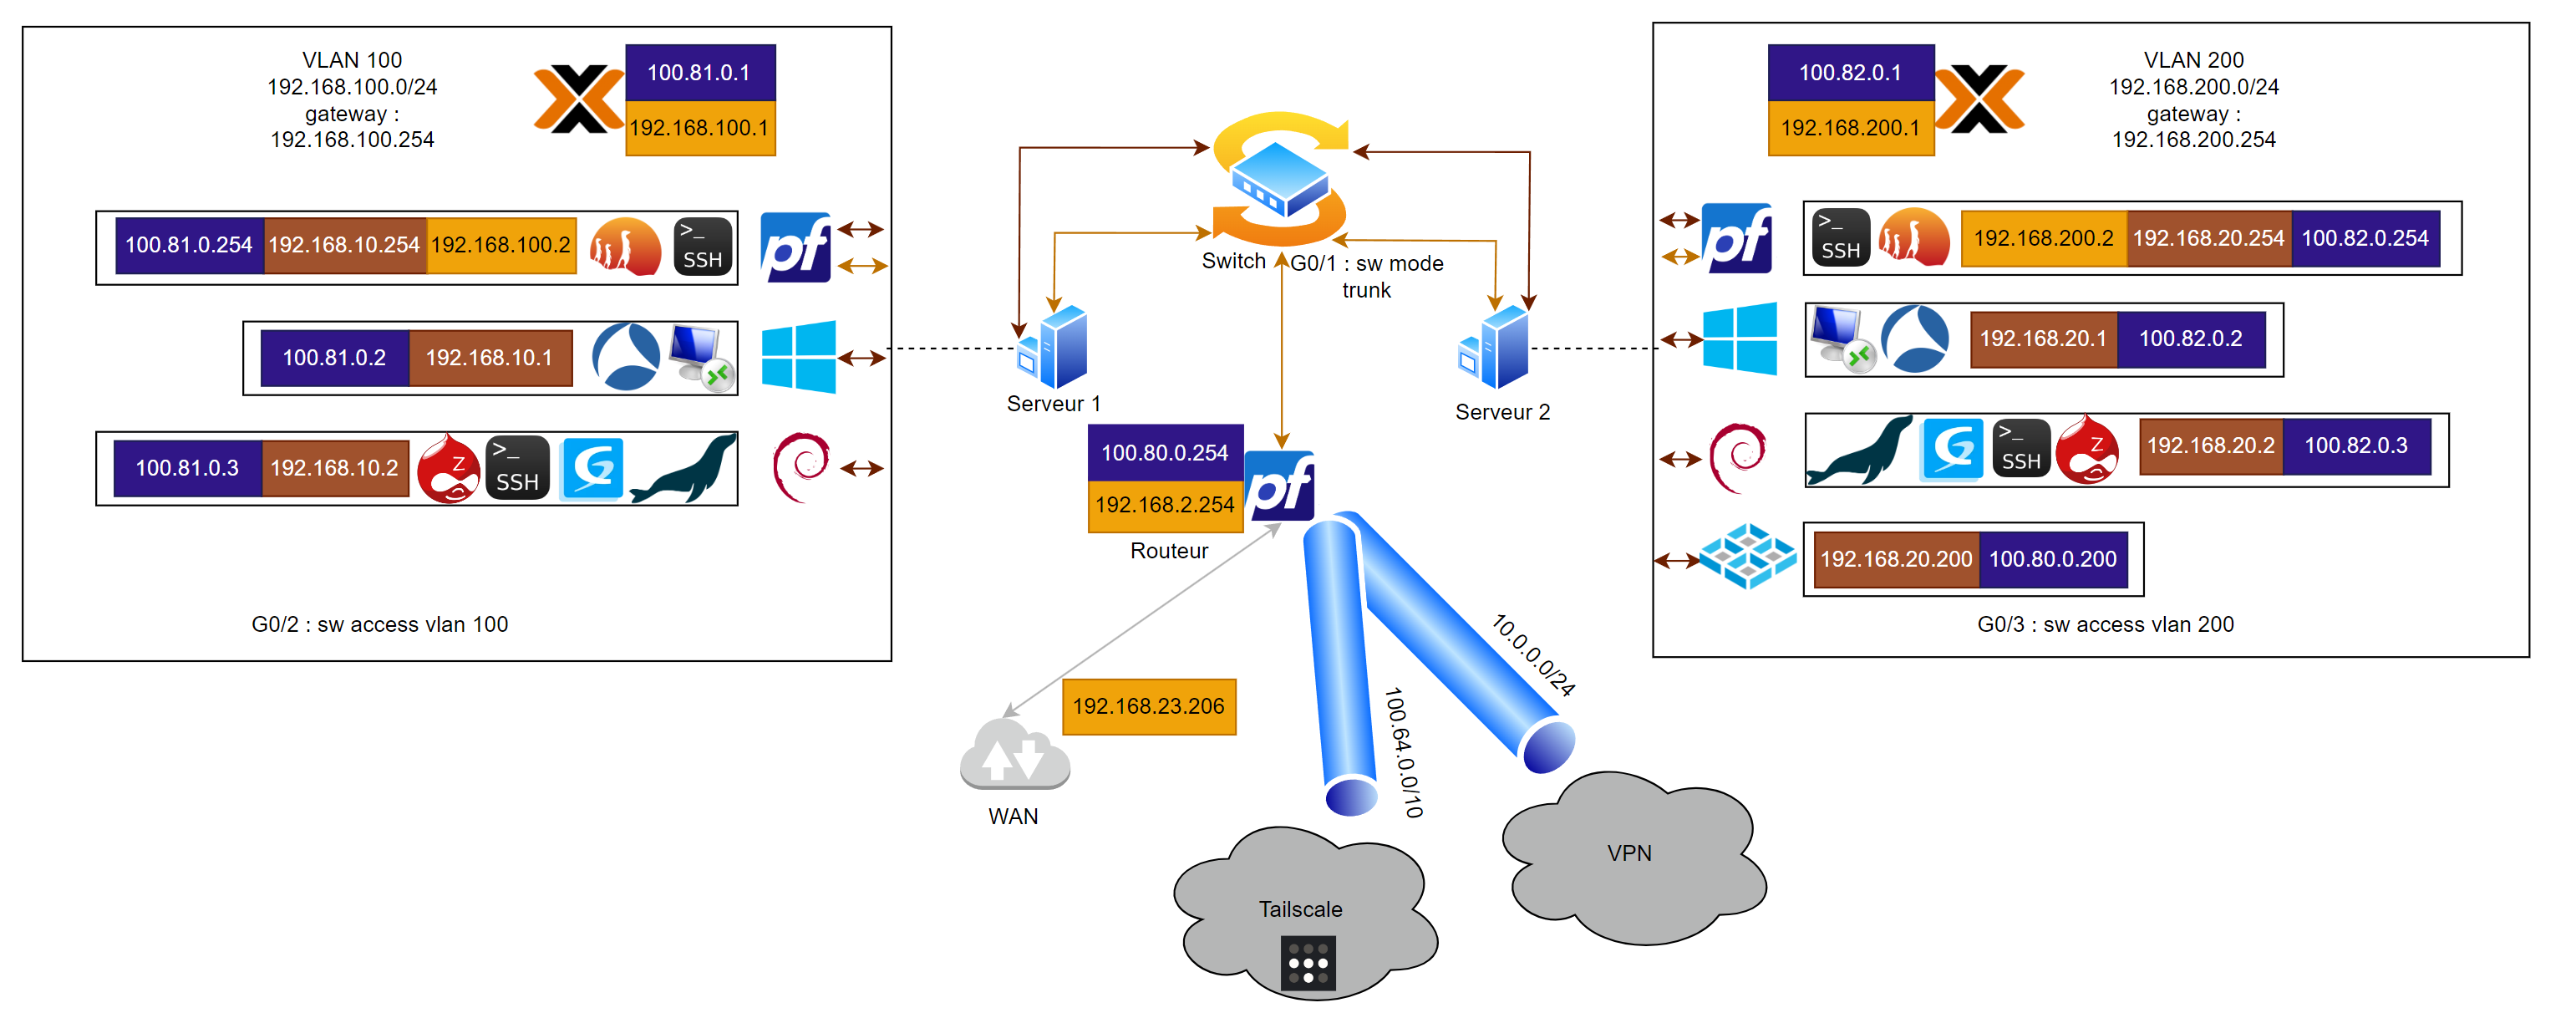 VLAN 100
192.168.100.0/24
gateway :
192.168.100.254
100.81.0.1
192.168.100.1
100.81.0.254 192.168.10.254 192.168.100.2 >_ SSH pf
100.81.0.2 192.168.10.1
100.81.0.3 192.168.10.2 Z >_ SSH
G0/2 : sw access vlan 100
Switch
G0/1 : sw mode
trunk
Serveur 1
Serveur 2
100.80.0.254
192.168.2.254
pf
Routeur
192.168.23.206
WAN
100.64.0.0/10
10.0.0.0/24
Tailscale
VPN
100.82.0.1
192.168.200.1
VLAN 200
192.168.200.0/24
gateway :
192.168.200.254
pf >_ SSH 192.168.200.2 192.168.20.254 100.82.0.254
192.168.20.1 100.82.0.2
>_ SSH Z 192.168.20.2 100.82.0.3
192.168.20.200 100.80.0.200
G0/3 : sw access vlan 200